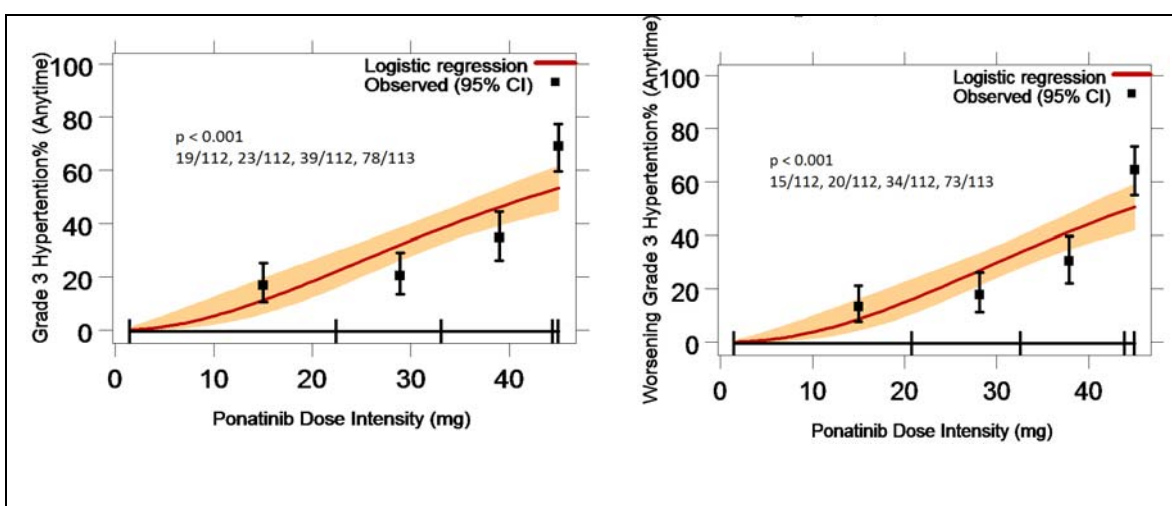 Grade 3 Hypertention% (Anytime)
100
80
60
40
20
0
Logistic regression
Observed (95% CI)
p < 0.001
19/112, 23/112, 39/112, 78/113
0 10 20 30 40
Ponatinib Dose Intensity (mg)
Worsening Grade 3 Hypertention% (Anytime)
100
80
60
40
20
0
Logistic regression
Observed (95% CI)
p < 0.001
15/112, 20/112, 34/112, 73/113
0 10 20 30 40
Ponatinib Dose Intensity (mg)